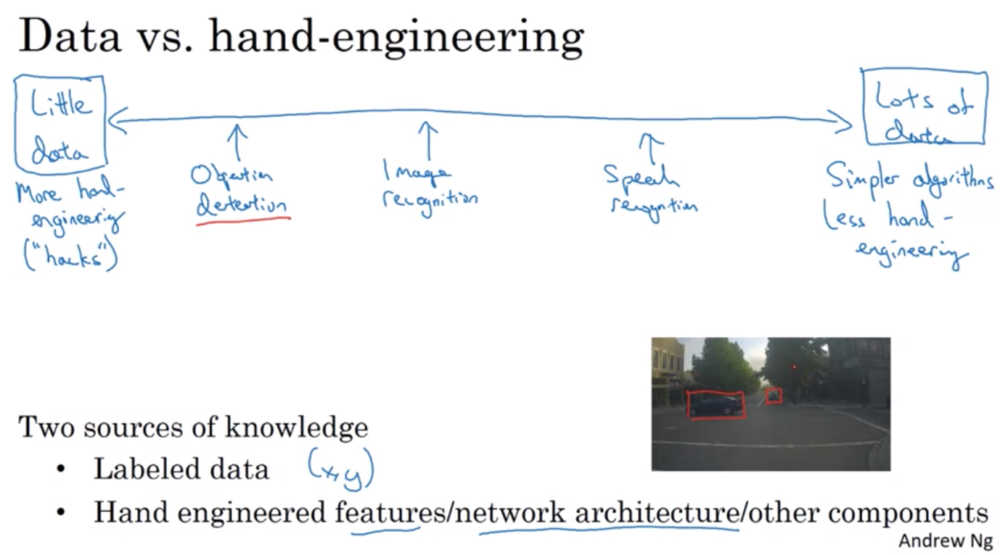 Data vs. hand-engineering
Little
data
Lots of
data
More hand-
engineering
("hacks")
Object
detection
Image
recognition
Speech
recognition
Simpler algorithms
Less hand-
engineering
Two sources of knowledge
• Labeled data (x,y)
• Hand engineered features/network architecture/other components
Andrew Ng